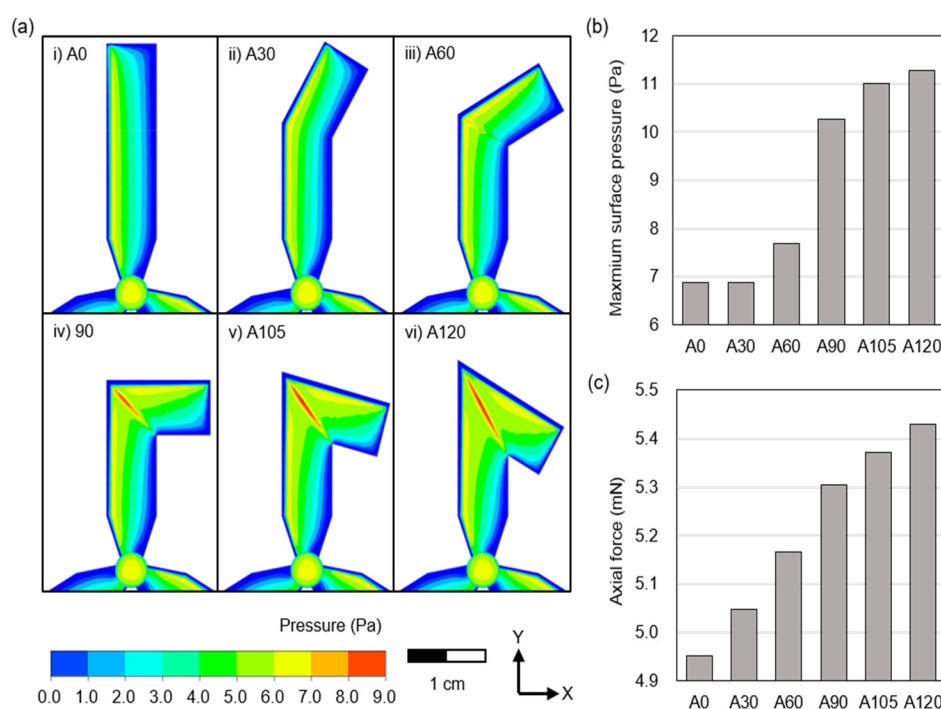 (a)
i) A0
ii) A30
iii) A60
iv) 90
v) A105
vi) A120
Pressure (Pa)
0.0 1.0 2.0 3.0 4.0 5.0 6.0 7.0 8.0 9.0
1 cm
Y
X
(b)
Maxmium surface pressure (Pa)
12
11
10
9
8
7
6
A0 A30 A60 A90 A105 A120
(c)
Axial force (mN)
5.5
5.4
5.3
5.2
5.1
5.0
4.9
A0 A30 A60 A90 A105 A120